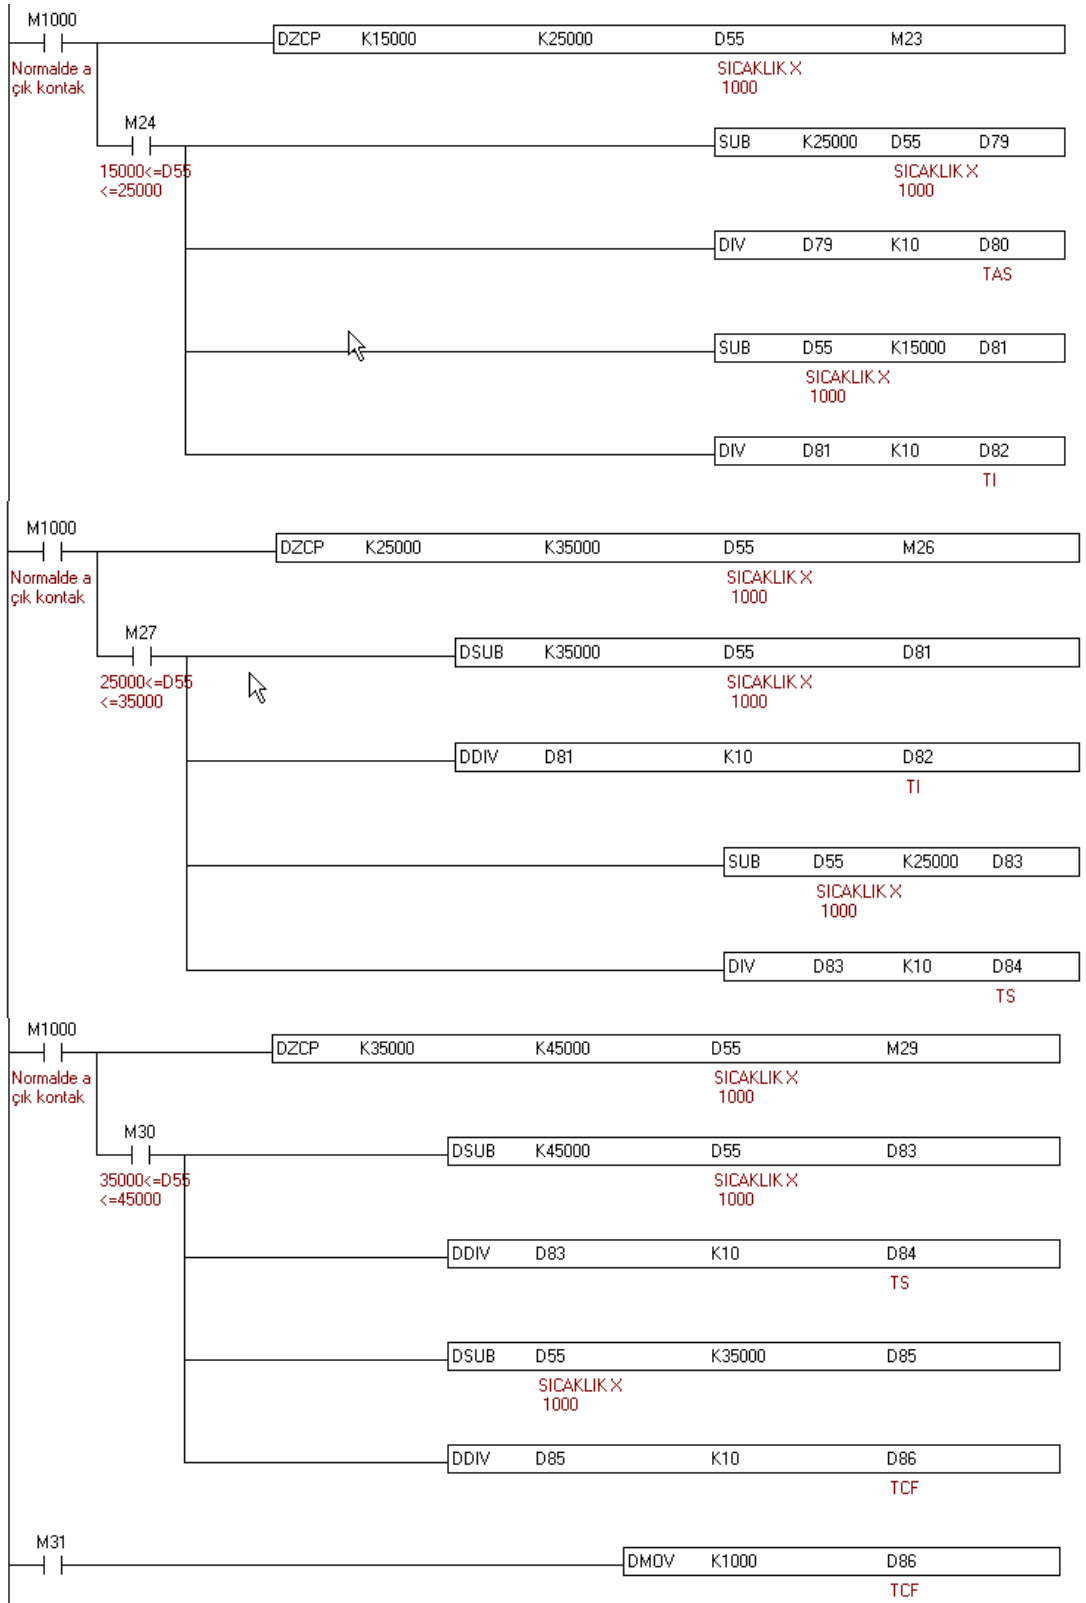 M1000
DZCP K15000 K25000 D55 M23
Normalde a
çık kontak
SICAKLIK X
1000
M24
SUB K25000 D55 D79
15000<=D55
<=25000
SICAKLIK X
1000
DIV D79 K10 D80
TAS
SUB D55 K15000 D81
SICAKLIK X
1000
DIV D81 K10 D82
TI
M1000
DZCP K25000 K35000 D55 M26
Normalde a
çık kontak
SICAKLIK X
1000
M27
DSUB K35000 D55 D81
25000<=D55
<=35000
SICAKLIK X
1000
DDIV D81 K10 D82
TI
SUB D55 K25000 D83
SICAKLIK X
1000
DIV D83 K10 D84
TS
M1000
DZCP K35000 K45000 D55 M29
Normalde a
çık kontak
SICAKLIK X
1000
M30
DSUB K45000 D55 D83
35000<=D55
<=45000
SICAKLIK X
1000
DDIV D83 K10 D84
TS
DSUB D55 K35000 D85
SICAKLIK X
1000
DDIV D85 K10 D86
TCF
M31
DMOV K1000 D86
TCF